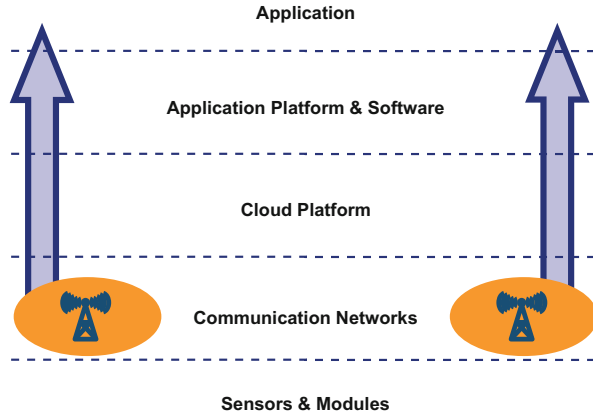 Application
Application Platform & Software
Cloud Platform
Communication Networks
Sensors & Modules